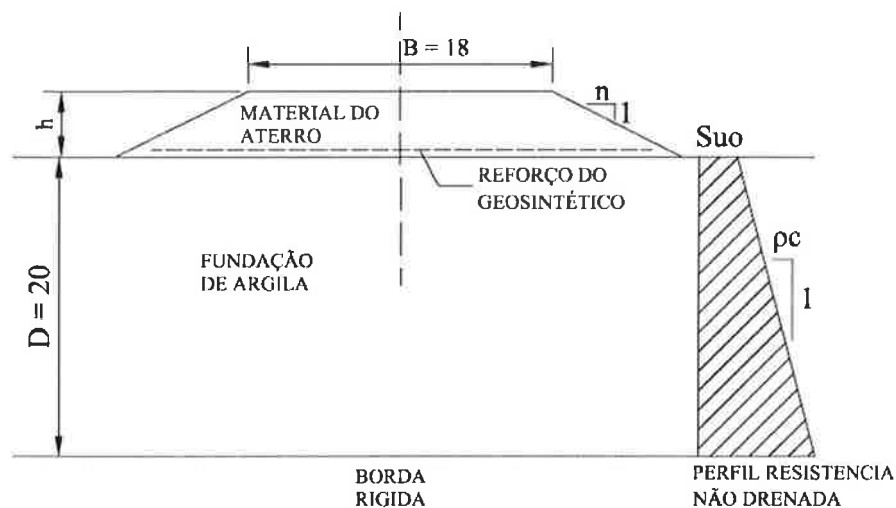 B = 18
n
1
h
MATERIAL DO
ATERRO
Suo
REFORÇO DO
GEOSINTÉTICO
ρc
1
FUNDAÇÃO
DE ARGILA
D = 20
BORDA
RIGIDA
PERFIL RESISTENCIA
NÃO DRENADA